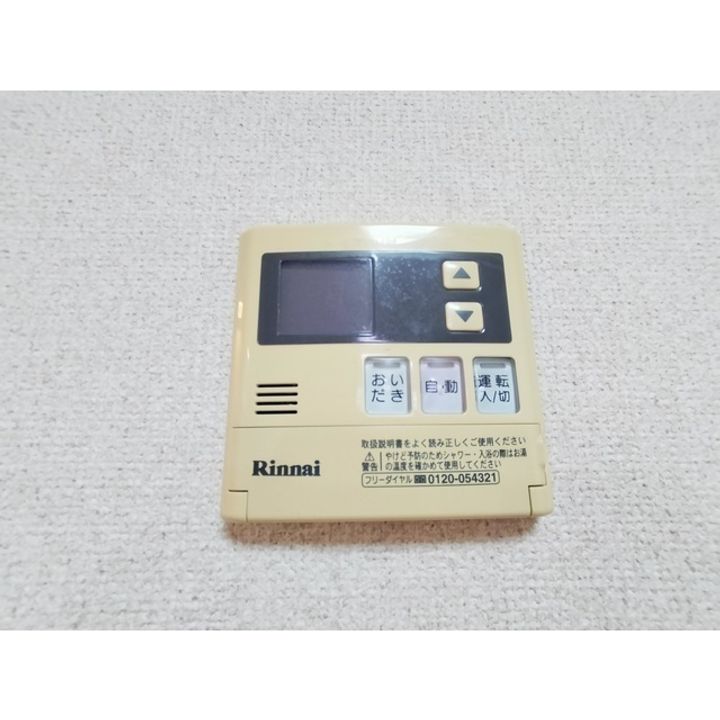 おい
だき
自動
運転
入/切
Rinnai
取扱説明書をよく読み正しくご使用ください
警告
やけど予防のためシャワー・入浴の際はお湯
の温度を確かめて使用してください
フリーダイヤル 0120-054321